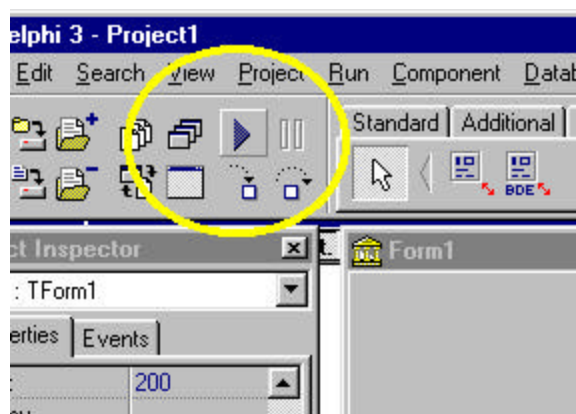 elphi 3 - Project1
Edit Search View Project Run Component Datab
Standard Additional
BDE
ct Inspector
Form1
: TForm1
erties Events
200